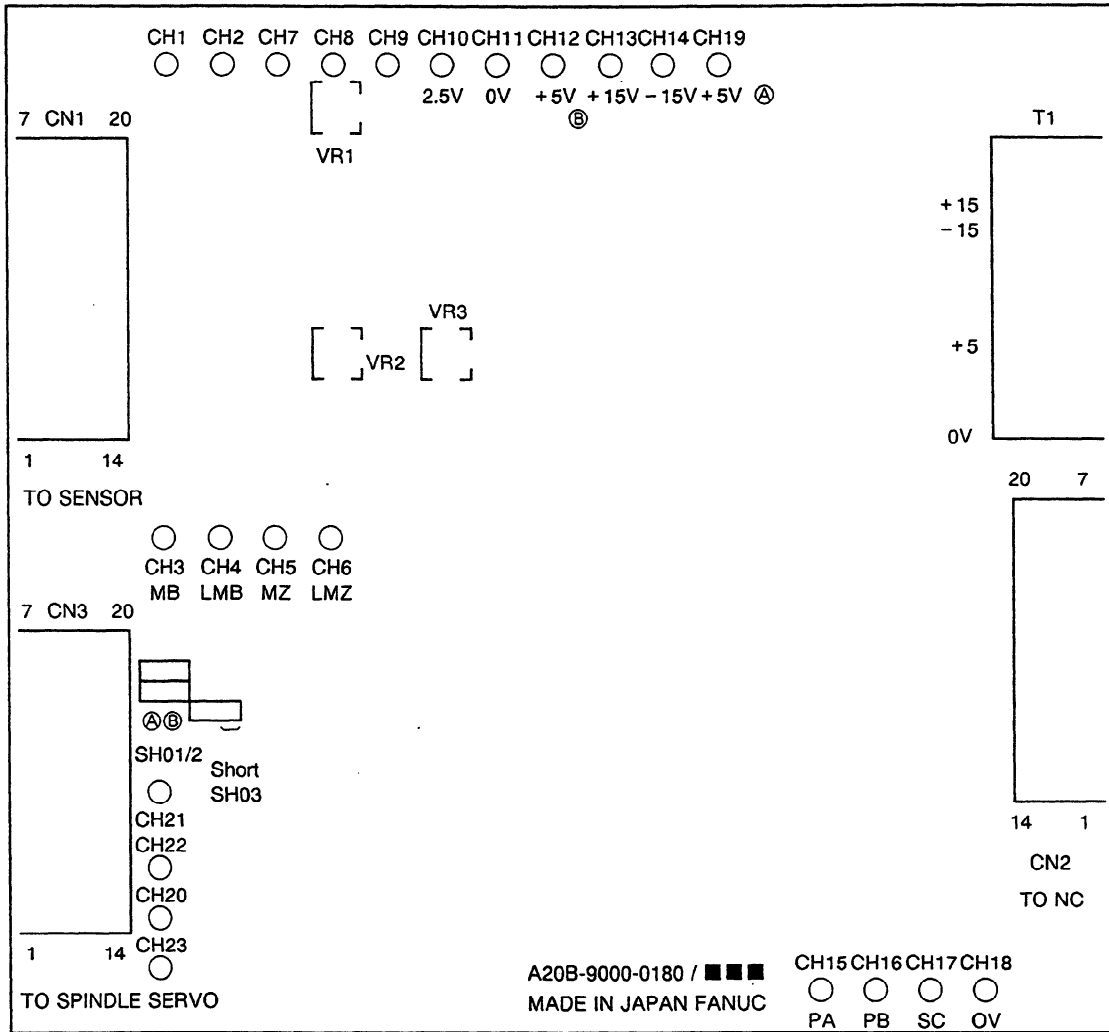 CH1 CH2 CH7 CH8 CH9 CH10 CH11 CH12 CH13 CH14 CH19
2.5V 0V +5V +15V −15V +5V Ⓐ
Ⓑ
7 CN1 20
T1
VR1
+15
−15
VR3
VR2
+5
0V
1 14
20 7
TO SENSOR
CH3 CH4 CH5 CH6
MB LMB MZ LMZ
7 CN3 20
ⒶⒷ
SH01/2
Short
SH03
CH21
14 1
CH22
CN2
CH20
TO NC
CH23
1 14
A20B-9000-0180 / ■■■
CH15 CH16 CH17 CH18
TO SPINDLE SERVO
MADE IN JAPAN FANUC
PA PB SC OV